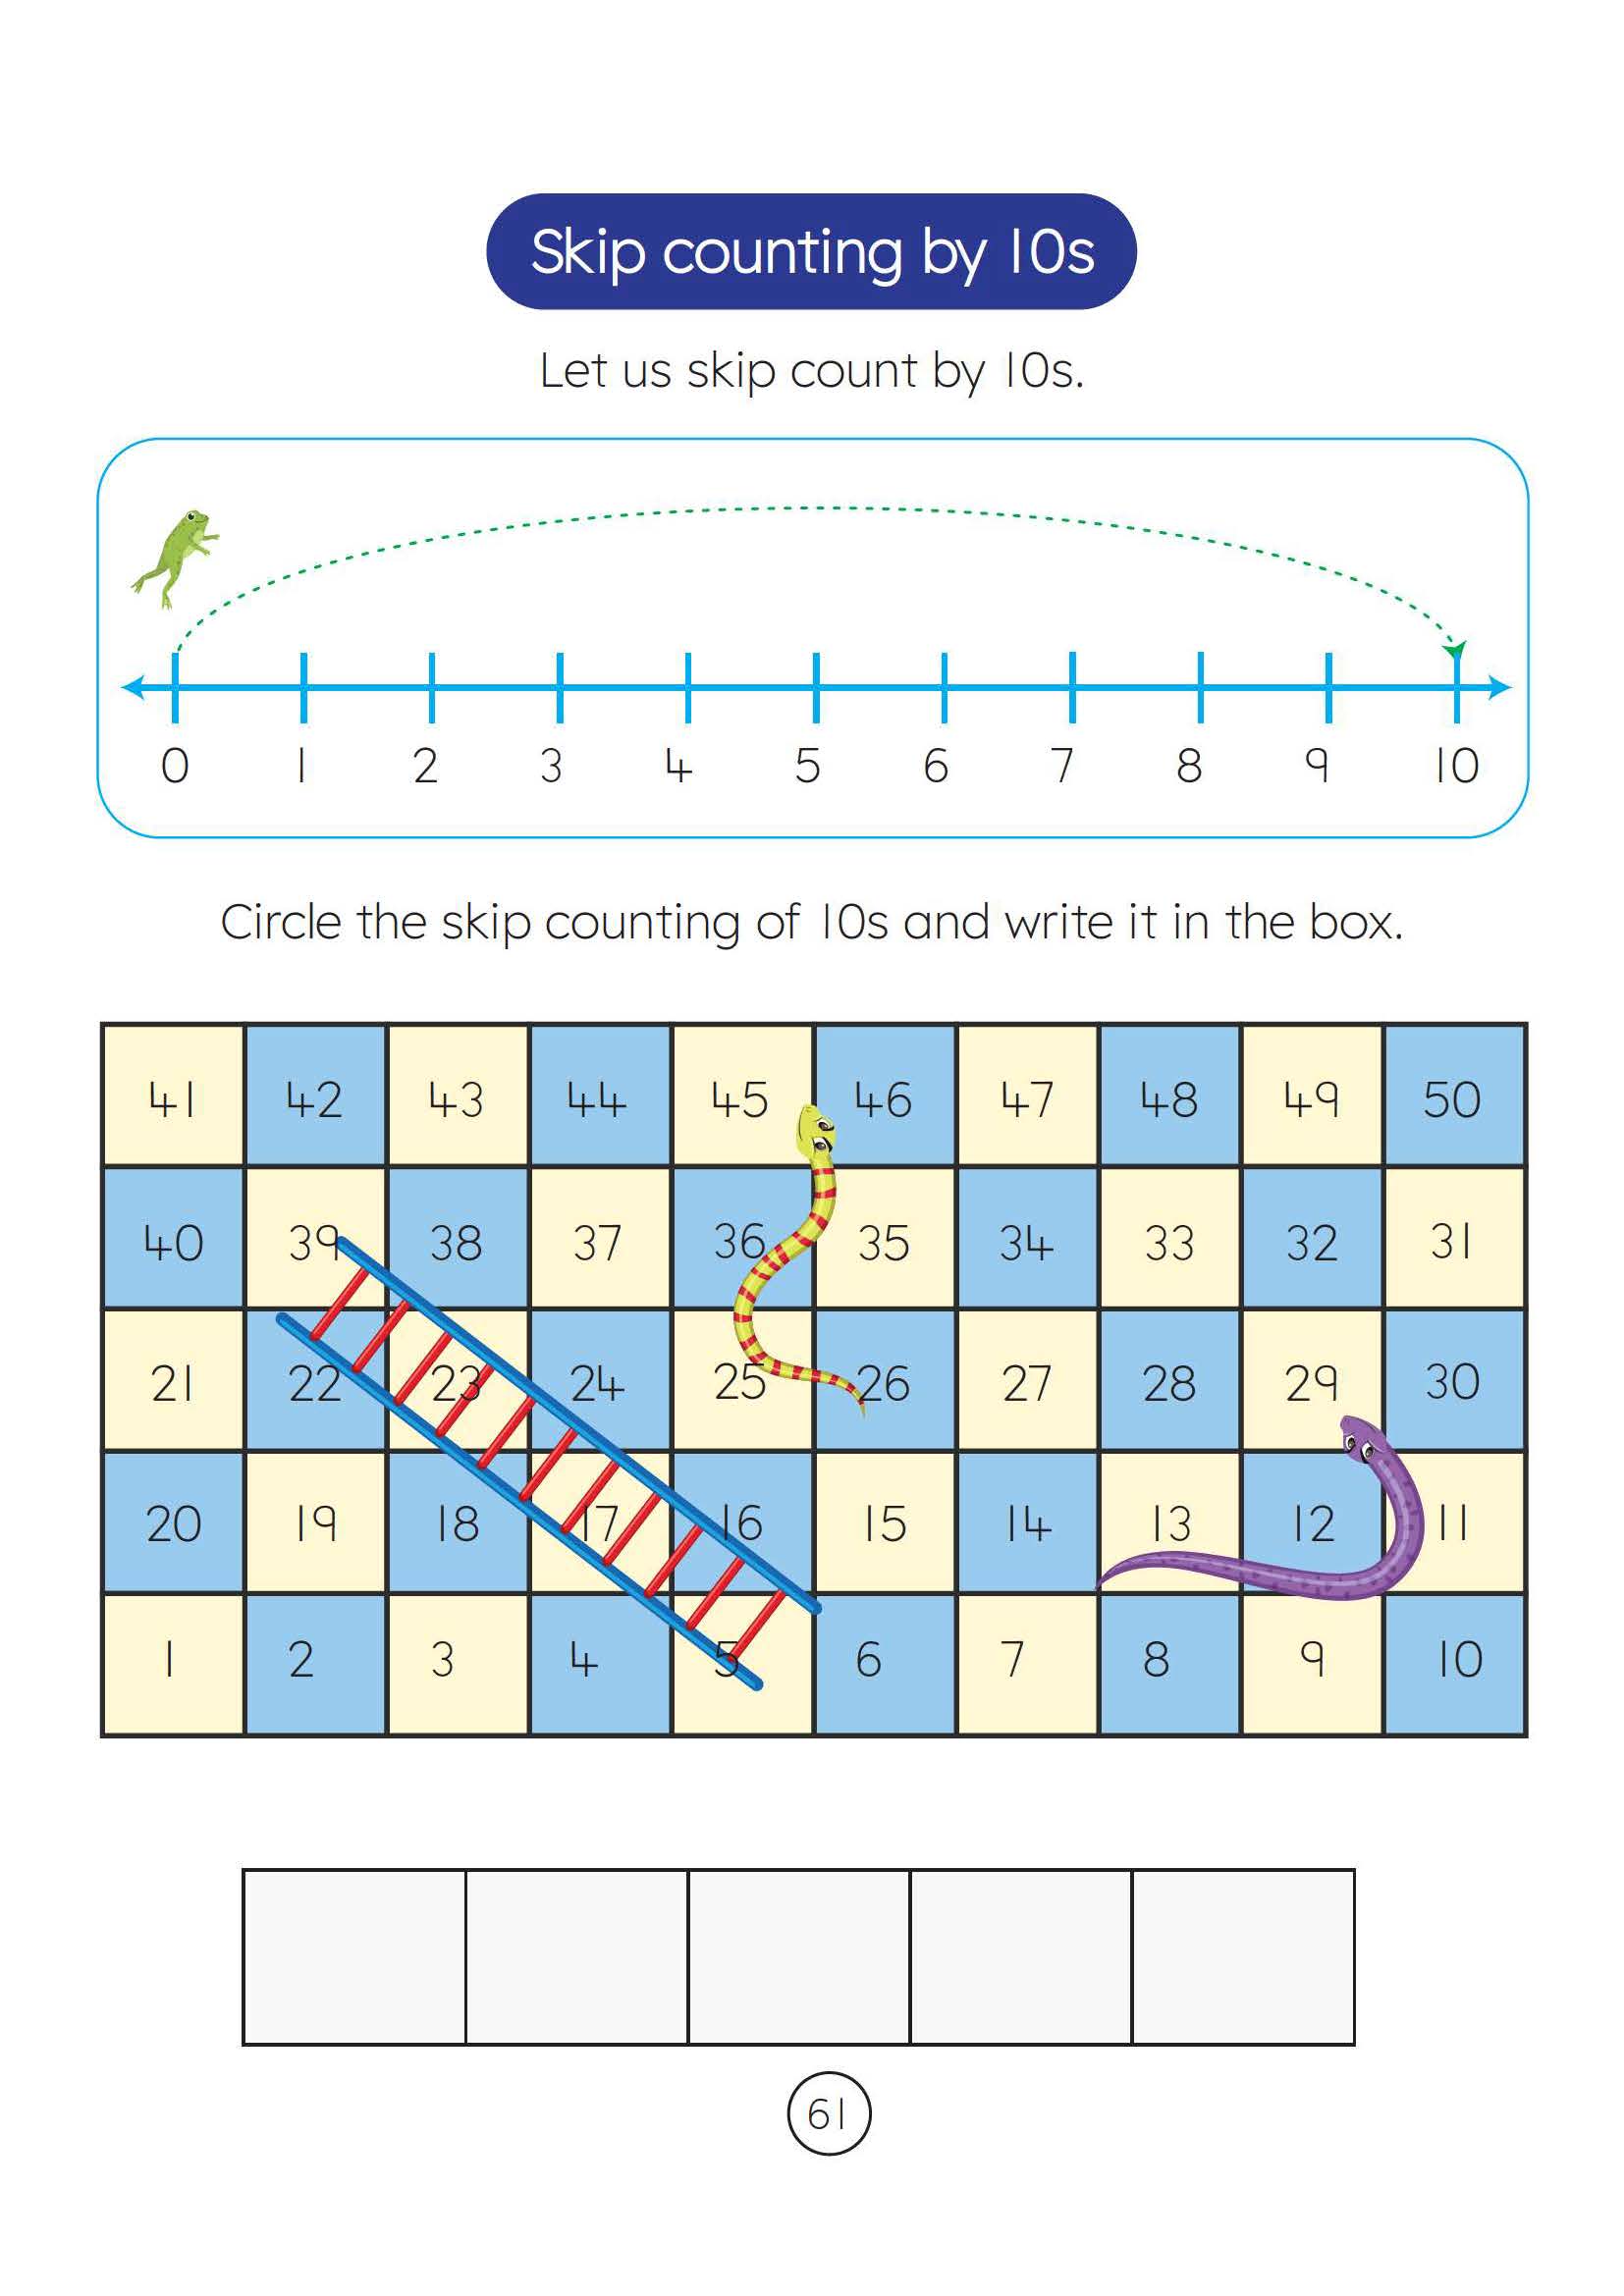 Skip counting by 10s
Let us skip count by 10s.
0 1 2 3 4 5 6 7 8 9 10
Circle the skip counting of 10s and write it in the box.
41 42 43 44 45 46 47 48 49 50
40 39 38 37 36 35 34 33 32 31
21 22 23 24 25 26 27 28 29 30
20 19 18 17 16 15 14 13 12 11
1 2 3 4 5 6 7 8 9 10
61